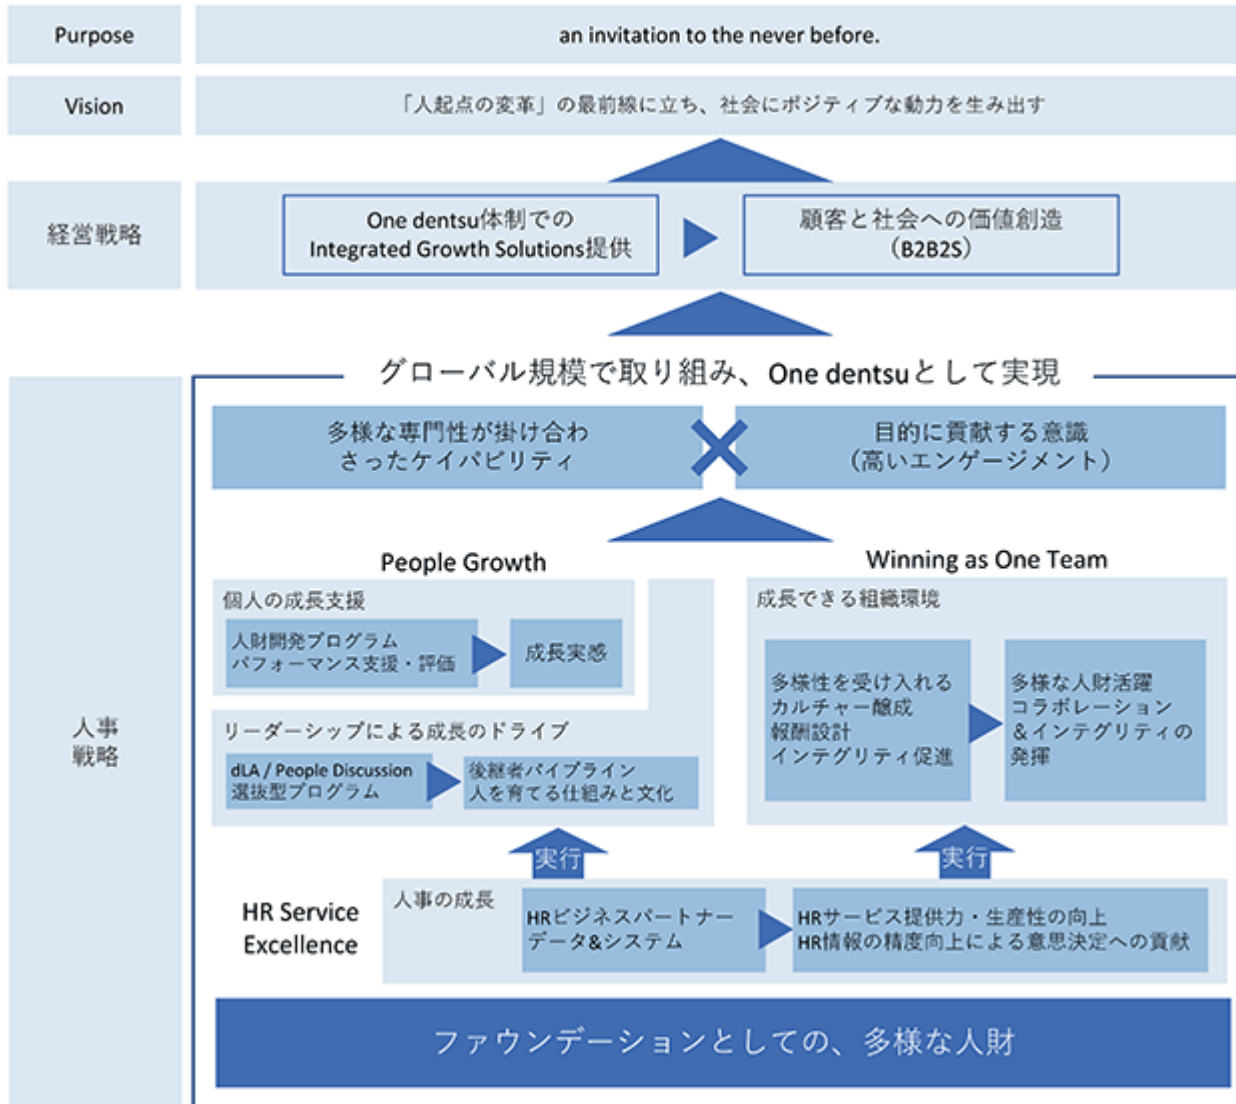 Purpose
an invitation to the never before.
Vision
「人起点の変革」の最前線に立ち、社会にポジティブな動力を生み出す
経営戦略
One dentsu体制での
Integrated Growth Solutions提供
顧客と社会への価値創造
（B2B2S）
グローバル規模で取り組み、One dentsuとして実現
人事
戦略
多様な専門性が掛け合わ
さったケイパビリティ
目的に貢献する意識
（高いエンゲージメント）
People Growth
個人の成長支援
人財開発プログラム
パフォーマンス支援・評価
成長実感
リーダーシップによる成長のドライブ
dLA / People Discussion
選抜型プログラム
後継者パイプライン
人を育てる仕組みと文化
Winning as One Team
成長できる組織環境
多様性を受け入れる
カルチャー醸成
報酬設計
インテグリティ促進
多様な人財活躍
コラボレーション
＆インテグリティの
発揮
実行
実行
HR Service
Excellence
人事の成長
HRビジネスパートナー
データ&システム
HRサービス提供力・生産性の向上
HR情報の精度向上による意思決定への貢献
ファウンデーションとしての、多様な人財